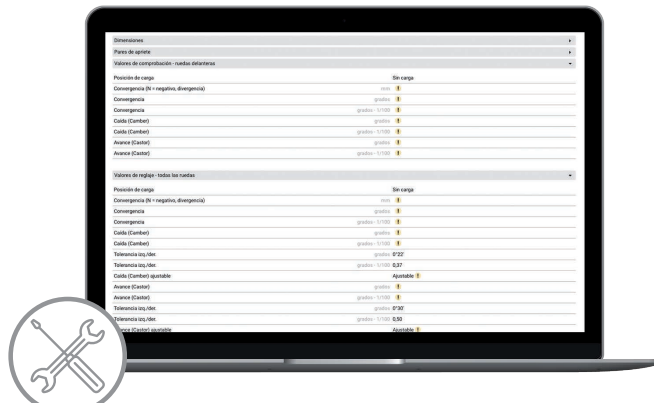 Dimensiones
Pares de apriete
Valores de comprobación - ruedas delanteras
Posición de carga Sin carga
Convergencia (N = negativo, divergencia) mm !
Convergencia grados !
Convergencia grados - 1/100 !
Caída (Camber) grados !
Caída (Camber) grados - 1/100 !
Avance (Castor) grados !
Avance (Castor) grados - 1/100 !
Valores de reglaje - todas las ruedas
Posición de carga Sin carga
Convergencia (N = negativo, divergencia) mm !
Convergencia grados !
Convergencia grados - 1/100 !
Caída (Camber) grados !
Caída (Camber) grados - 1/100 !
Tolerancia izq./der. grados 0°22'
Tolerancia izq./der. grados - 1/100 0,37
Caída (Camber) ajustable Ajustable !
Avance (Castor) grados !
Avance (Castor) grados - 1/100 !
Tolerancia izq./der. grados 0°30'
Tolerancia izq./der. grados - 1/100 0,50
Avance (Castor) ajustable Ajustable !